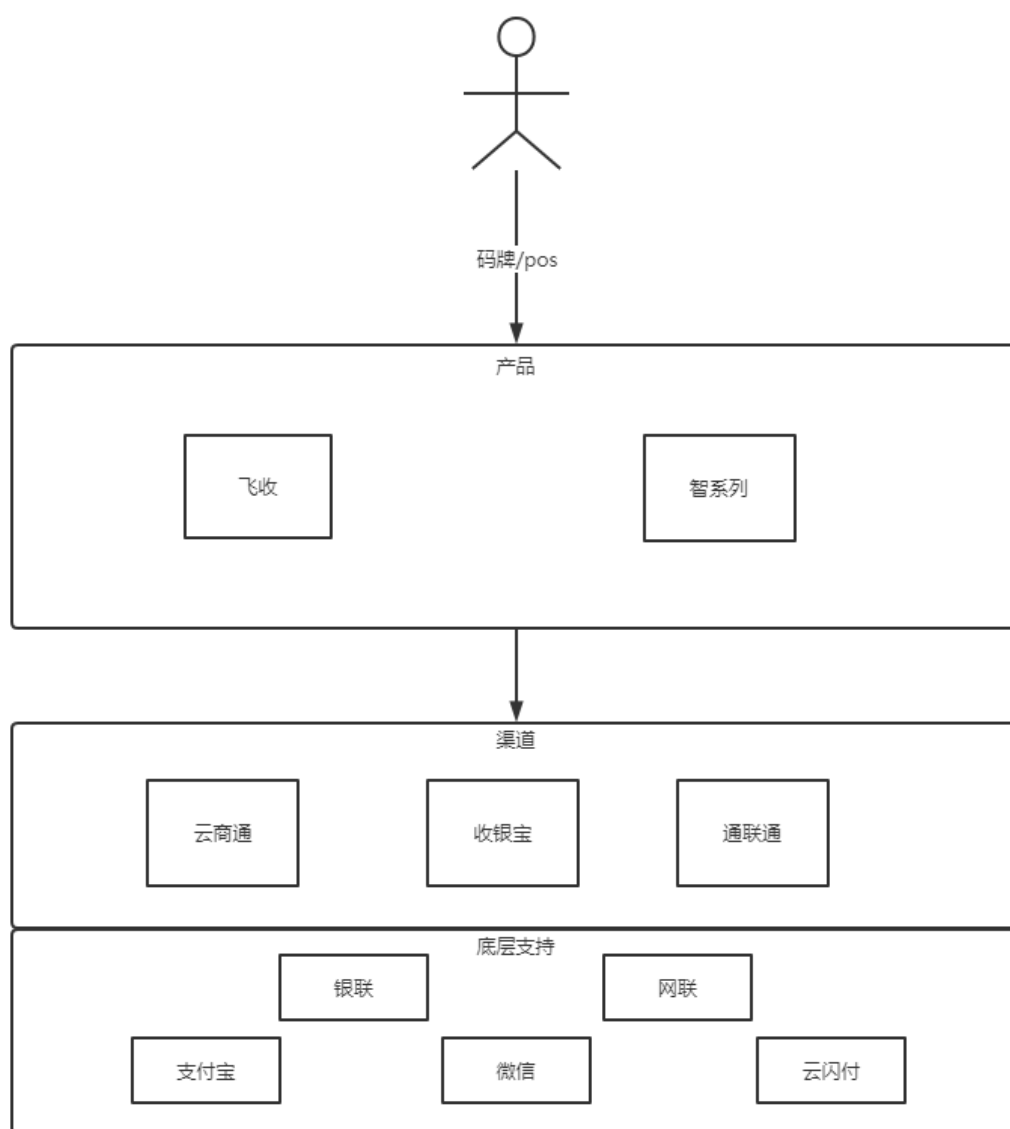 码牌/pos
产品
飞收
智系列
渠道
云商通
收银宝
通联通
底层支持
银联
网联
支付宝
微信
云闪付